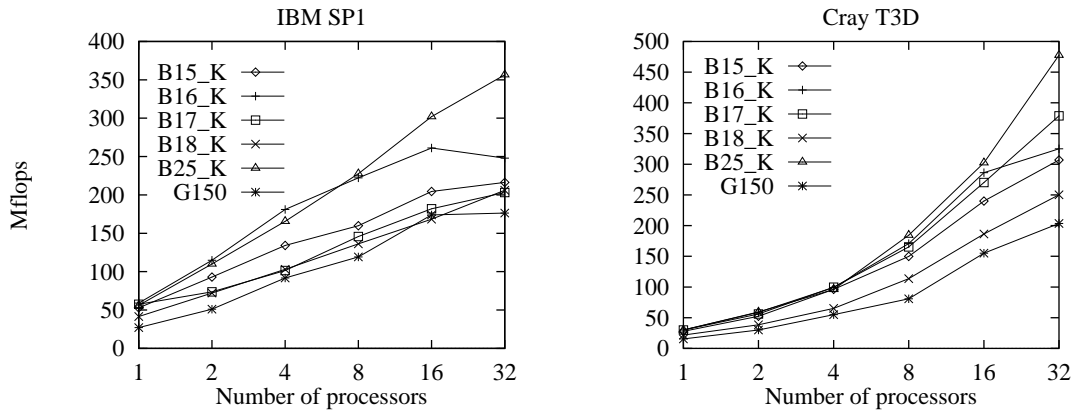 IBM SP1
400
350
300
250
200
150
100
50
0
Mflops
B15_K
B16_K
B17_K
B18_K
B25_K
G150
1 2 4 8 16 32
Number of processors
Cray T3D
500
450
400
350
300
250
200
150
100
50
0
B15_K
B16_K
B17_K
B18_K
B25_K
G150
1 2 4 8 16 32
Number of processors